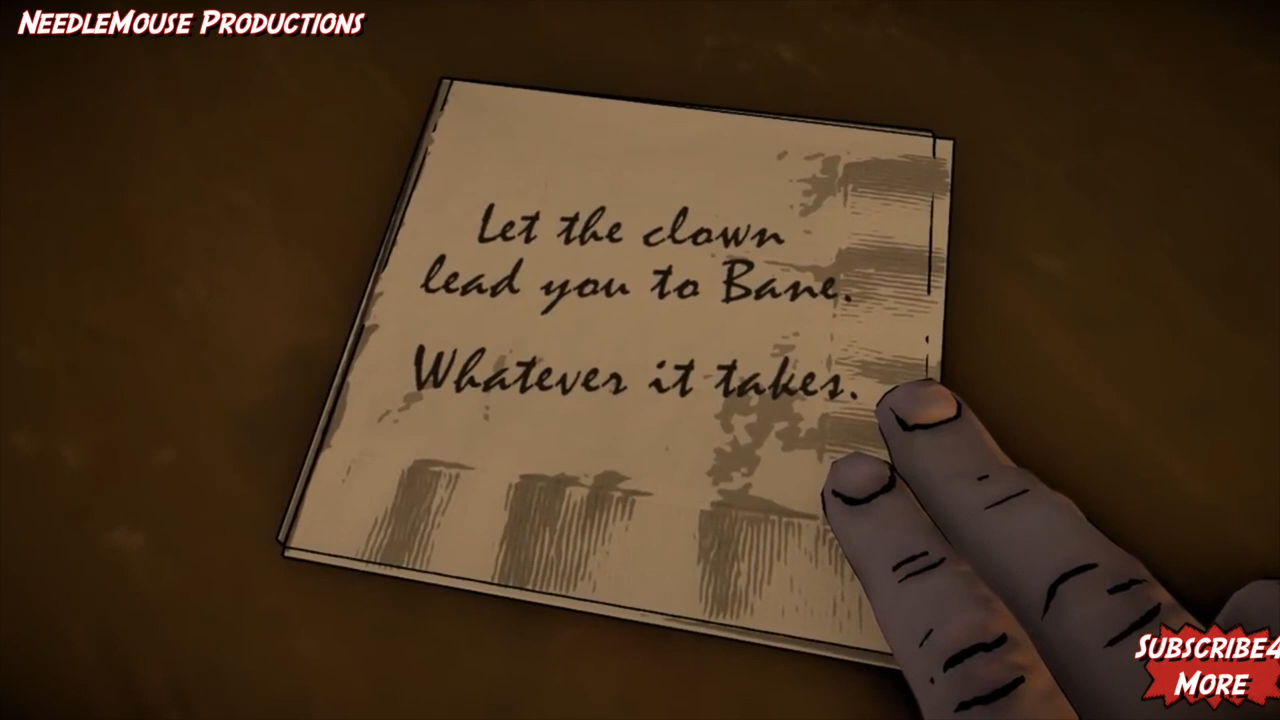 NeedleMouse Productions
Let the clown
lead you to Bane.
Whatever it takes.
Subscribe4
More